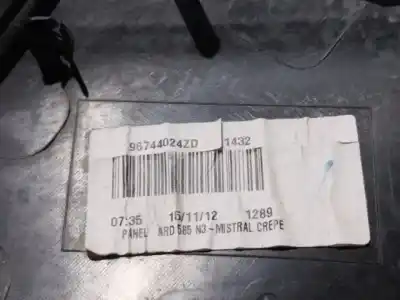 96744024ZD 1432
07:35 15/11/12 1289
PANEL ARD 585 N3-MISTRAL CREPE